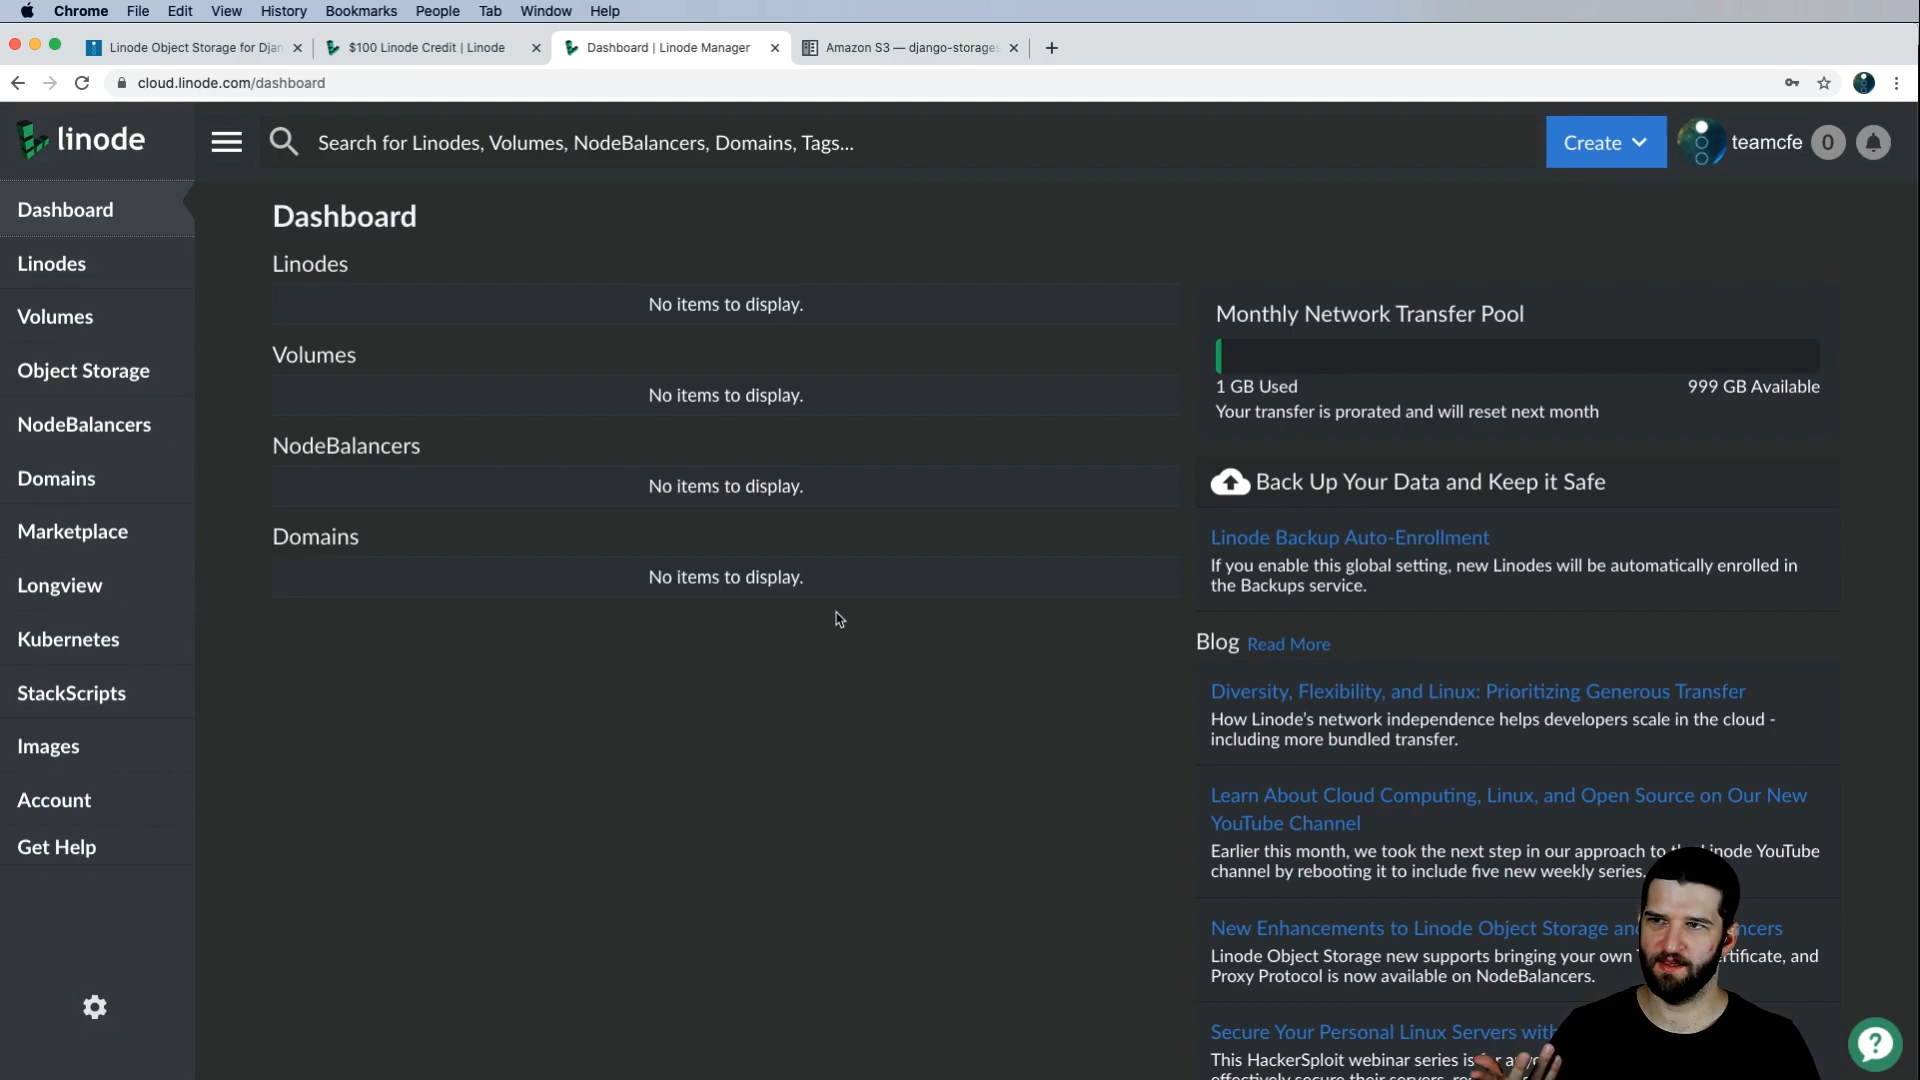 Chrome File Edit View History Bookmarks People Tab Window Help
Linode Object Storage for Djan
$100 Linode Credit | Linode
Dashboard | Linode Manager
Amazon S3 — django-storages
cloud.linode.com/dashboard
linode
Search for Linodes, Volumes, NodeBalancers, Domains, Tags...
Create
teamcfe
0
Dashboard
Linodes
Volumes
Object Storage
NodeBalancers
Domains
Marketplace
Longview
Kubernetes
StackScripts
Images
Account
Get Help
Dashboard
Linodes
No items to display.
Volumes
No items to display.
NodeBalancers
No items to display.
Domains
No items to display.
Monthly Network Transfer Pool
1 GB Used
999 GB Available
Your transfer is prorated and will reset next month
Back Up Your Data and Keep it Safe
Linode Backup Auto-Enrollment
If you enable this global setting, new Linodes will be automatically enrolled in
the Backups service.
Blog Read More
Diversity, Flexibility, and Linux: Prioritizing Generous Transfer
How Linode's network independence helps developers scale in the cloud -
including more bundled transfer.
Learn About Cloud Computing, Linux, and Open Source on Our New
YouTube Channel
Earlier this month, we took the next step in our approach to Linode YouTube
channel by rebooting it to include five new weekly series.
New Enhancements to Linode Object Storage
Linode Object Storage new supports bringing your own and
Proxy Protocol is now available on NodeBalancers.
Secure Your Personal Linux Servers with
This HackerSploit webinar series is
effectively secure their servers,
?